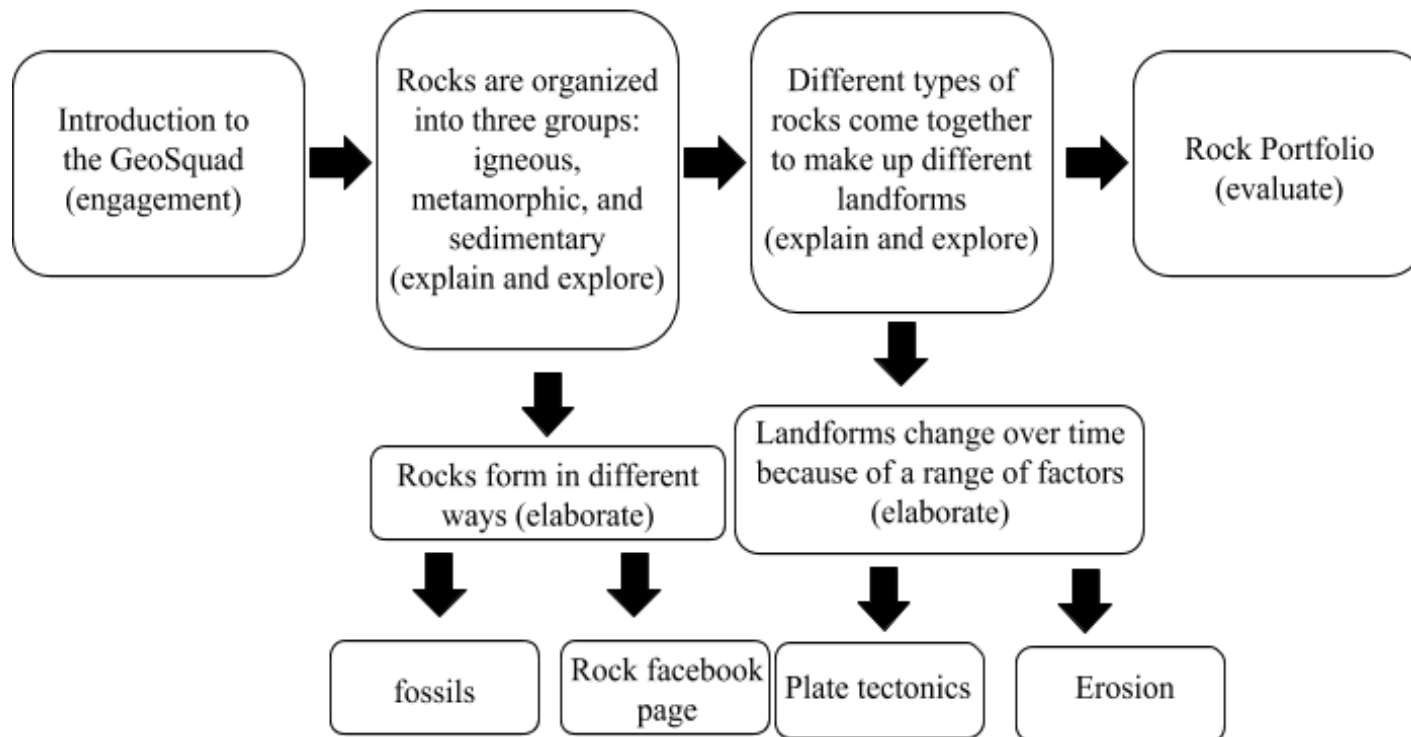 Introduction to
the GeoSquad
(engagement)
Rocks are organized
into three groups:
igneous,
metamorphic, and
sedimentary
(explain and explore)
Different types of
rocks come together
to make up different
landforms
(explain and explore)
Rock Portfolio
(evaluate)
Rocks form in different
ways (elaborate)
Landforms change over time
because of a range of factors
(elaborate)
fossils
Rock facebook
page
Plate tectonics
Erosion